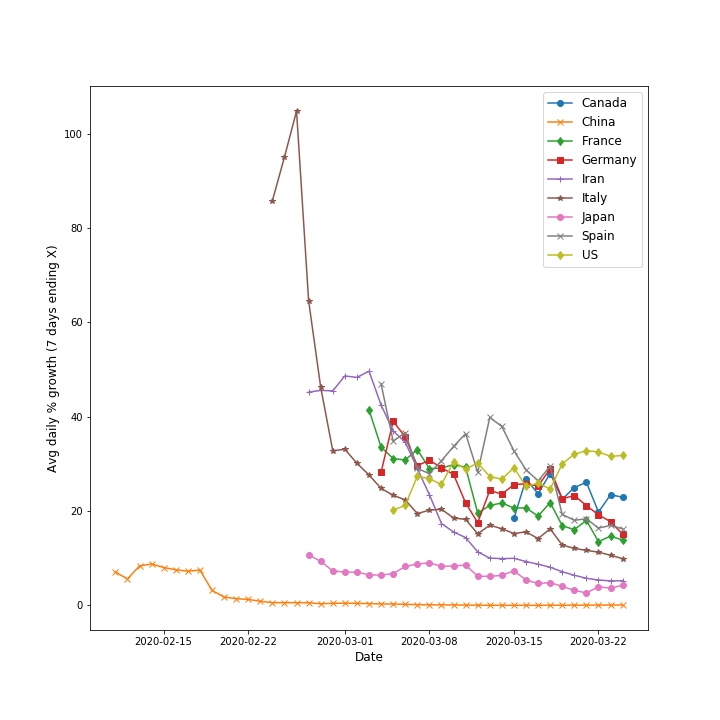 Canada
China
France
Germany
Iran
Italy
Japan
Spain
US
Avg daily % growth (7 days ending X)
100
80
60
40
20
0
2020-02-15 2020-02-22 2020-03-01 2020-03-08 2020-03-15 2020-03-22
Date